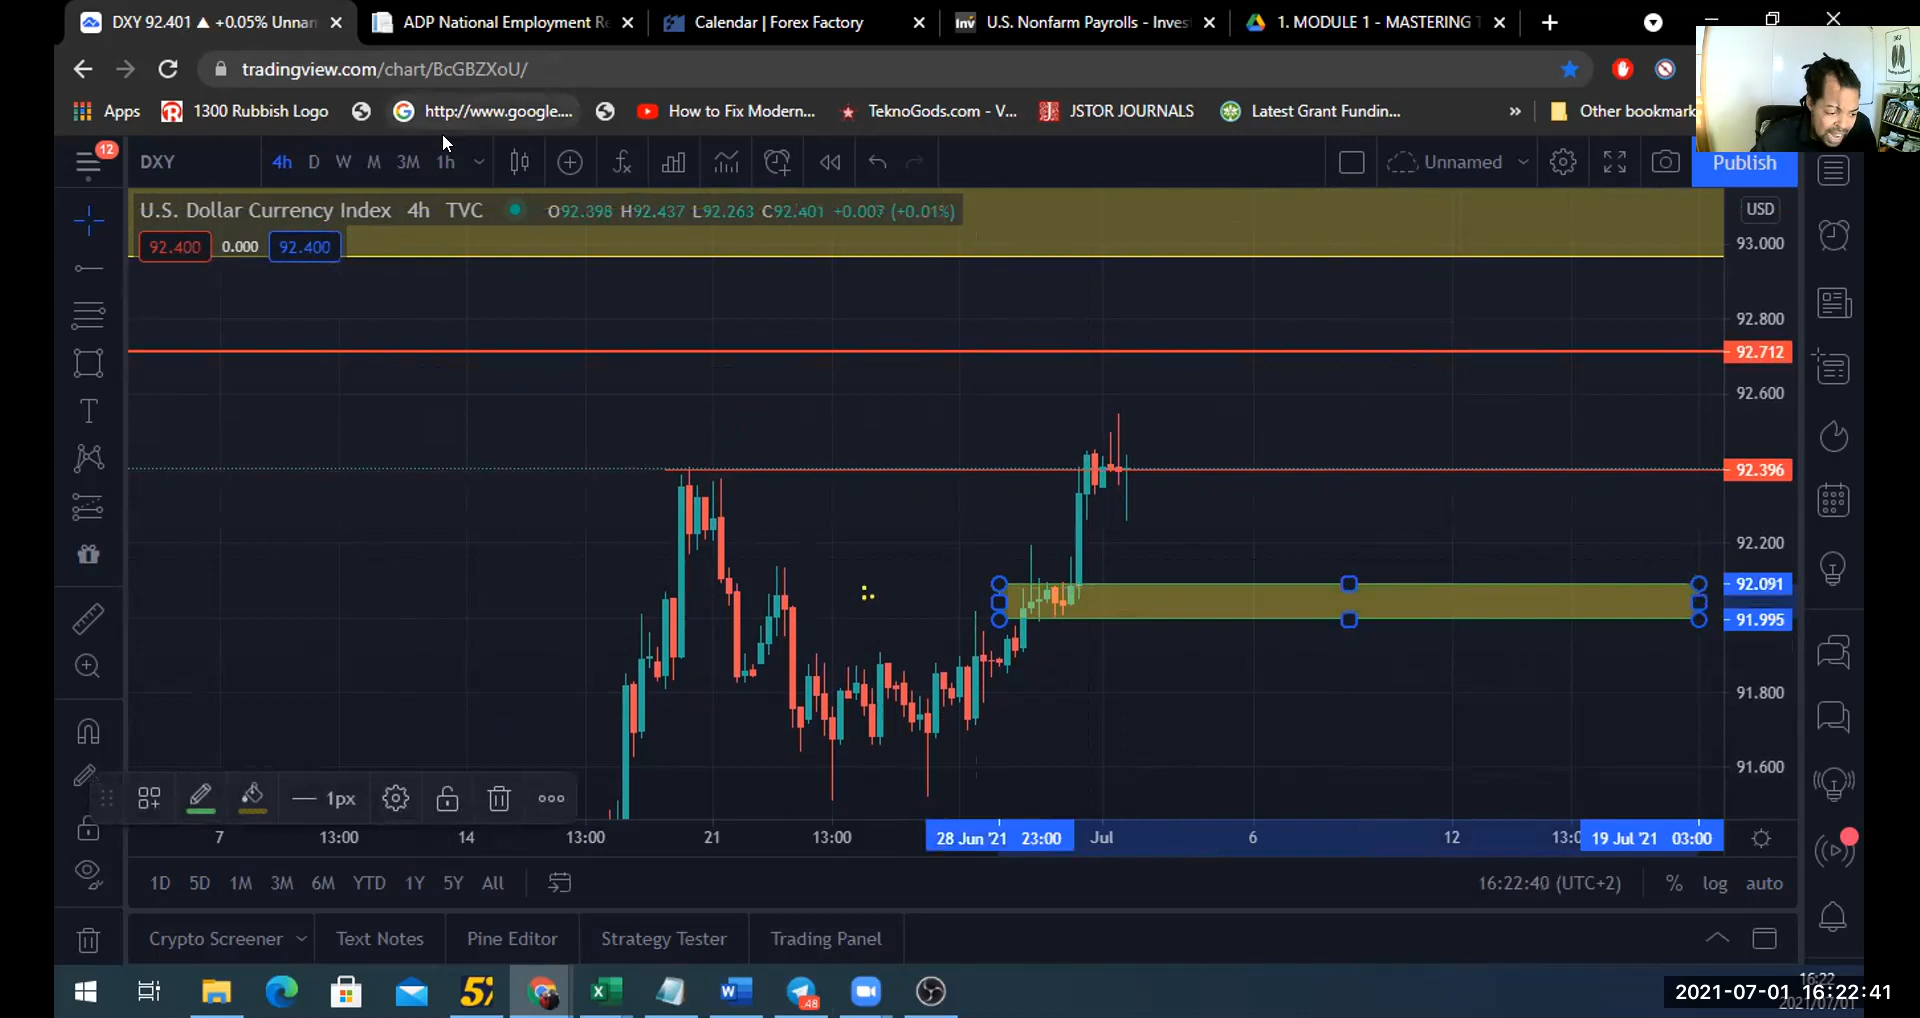 DXY 92.401 ▲ +0.05% Unnan
ADP National Employment Re
Calendar | Forex Factory
Inv U.S. Nonfarm Payrolls - Inves
1. MODULE 1 - MASTERING T
tradingview.com/chart/BcGBZXoU/
Apps
1300 Rubbish Logo
http://www.google....
How to Fix Modern...
TeknoGods.com - V...
JSTOR JOURNALS
Latest Grant Fundin...
»
Other bookmark
12
DXY
4h D W M 3M 1h
Unnamed
Publish
U.S. Dollar Currency Index 4h TVC
O92.398 H92.437 L92.263 C92.401 +0.007 (+0.01%)
USD
92.400 0.000 92.400
93.000
92.800
92.712
92.600
92.396
92.200
92.091
91.995
91.800
91.600
1px
7 13:00 14 13:00 21 13:00 28 Jun '21 23:00 Jul 6 12 13:0 19 Jul '21 03:00
1D 5D 1M 3M 6M YTD 1Y 5Y All
16:22:40 (UTC+2) % log auto
Crypto Screener
Text Notes
Pine Editor
Strategy Tester
Trading Panel
48
16:22
2021-07-01 16:22:41
2021/07/01